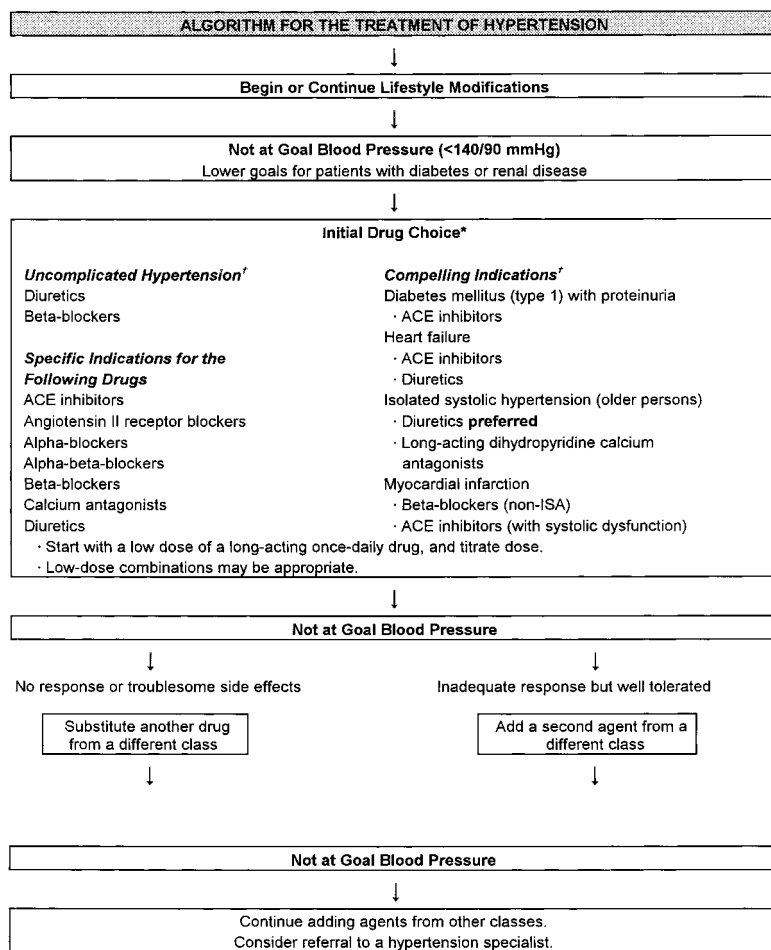 ALGORITHM FOR THE TREATMENT OF HYPERTENSION
↓
Begin or Continue Lifestyle Modifications
↓
Not at Goal Blood Pressure (<140/90 mmHg)
Lower goals for patients with diabetes or renal disease
↓
Initial Drug Choice*
Uncomplicated Hypertension†
Diuretics
Beta-blockers
Specific Indications for the
Following Drugs
ACE inhibitors
Angiotensin II receptor blockers
Alpha-blockers
Alpha-beta-blockers
Beta-blockers
Calcium antagonists
Diuretics
Compelling Indications†
Diabetes mellitus (type 1) with proteinuria
· ACE inhibitors
Heart failure
· ACE inhibitors
· Diuretics
Isolated systolic hypertension (older persons)
· Diuretics preferred
· Long-acting dihydropyridine calcium
antagonists
Myocardial infarction
· Beta-blockers (non-ISA)
· ACE inhibitors (with systolic dysfunction)
· Start with a low dose of a long-acting once-daily drug, and titrate dose.
· Low-dose combinations may be appropriate.
↓
Not at Goal Blood Pressure
↓
No response or troublesome side effects
Substitute another drug
from a different class
↓
↓
Inadequate response but well tolerated
Add a second agent from a
different class
↓
Not at Goal Blood Pressure
↓
Continue adding agents from other classes.
Consider referral to a hypertension specialist.